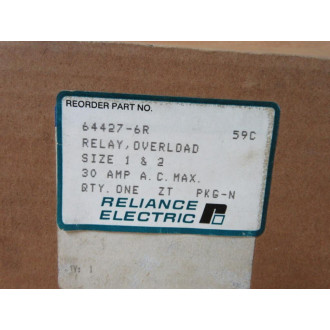 REORDER PART NO.
64427-6R 59C
RELAY, OVERLOAD
SIZE 1 & 2
30 AMP A.C. MAX.
QTY. ONE ZT PKG-N
RELIANCE
ELECTRIC